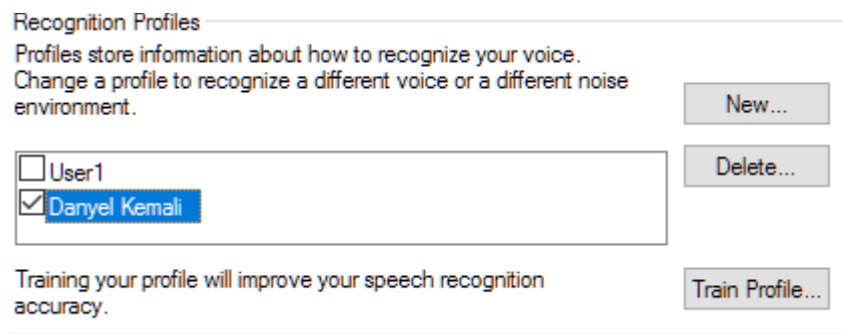 Recognition Profiles
Profiles store information about how to recognize your voice.
Change a profile to recognize a different voice or a different noise
environment.
New...
User1
Delete...
Danyel Kemali
Training your profile will improve your speech recognition
accuracy.
Train Profile...